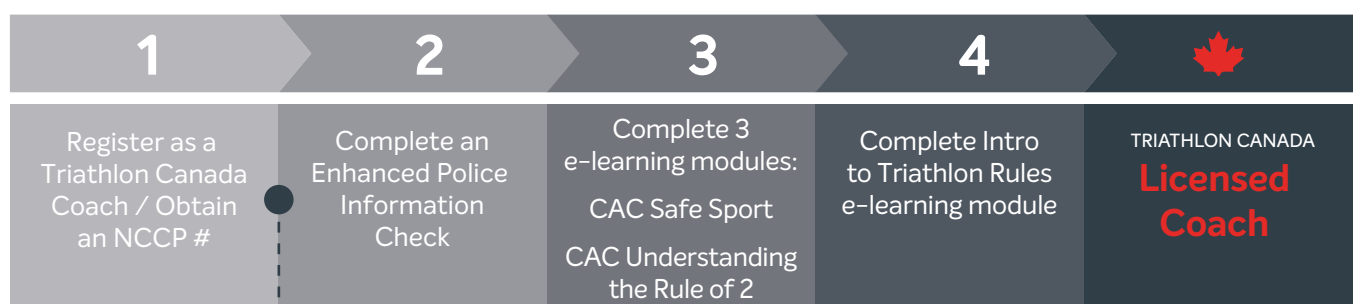 1
2
3
4
Register as a
Triathlon Canada
Coach / Obtain
an NCCP #
Complete an
Enhanced Police
Information
Check
Complete 3
e-learning modules:
CAC Safe Sport
CAC Understanding
the Rule of 2
Complete Intro
to Triathlon Rules
e-learning module
TRIATHLON CANADA
Licensed
Coach